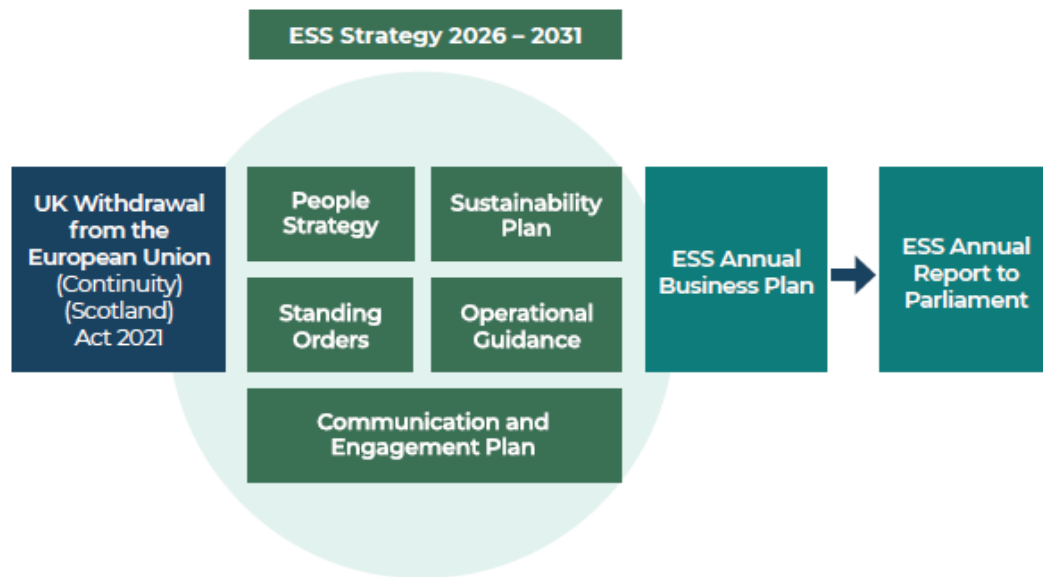 ESS Strategy 2026 – 2031
UK Withdrawal
from the
European Union
(Continuity)
(Scotland)
Act 2021
People
Strategy
Sustainability
Plan
Standing
Orders
Operational
Guidance
Communication and
Engagement Plan
ESS Annual
Business Plan
ESS Annual
Report to
Parliament